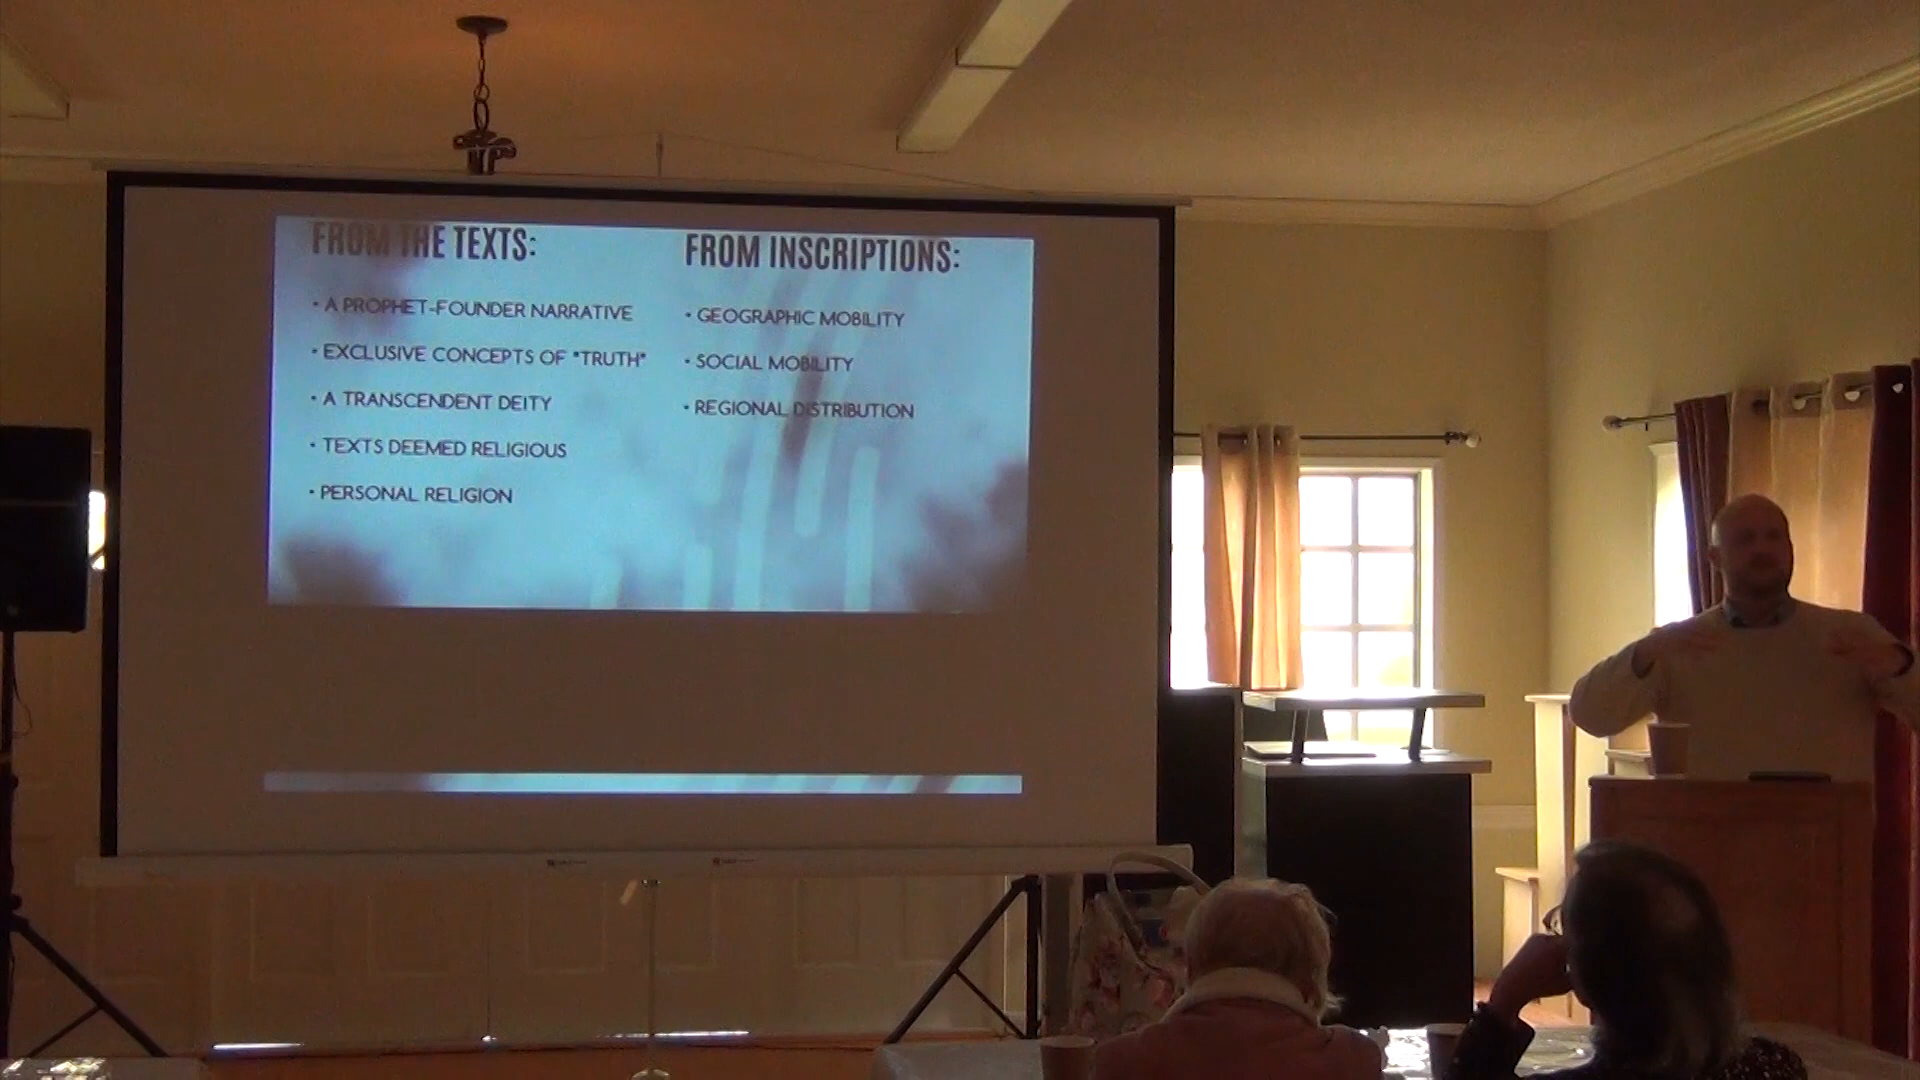 FROM THE TEXTS:
• A PROPHET-FOUNDER NARRATIVE
• EXCLUSIVE CONCEPTS OF "TRUTH"
• A TRANSCENDENT DEITY
• TEXTS DEEMED RELIGIOUS
• PERSONAL RELIGION
FROM INSCRIPTIONS:
• GEOGRAPHIC MOBILITY
• SOCIAL MOBILITY
• REGIONAL DISTRIBUTION